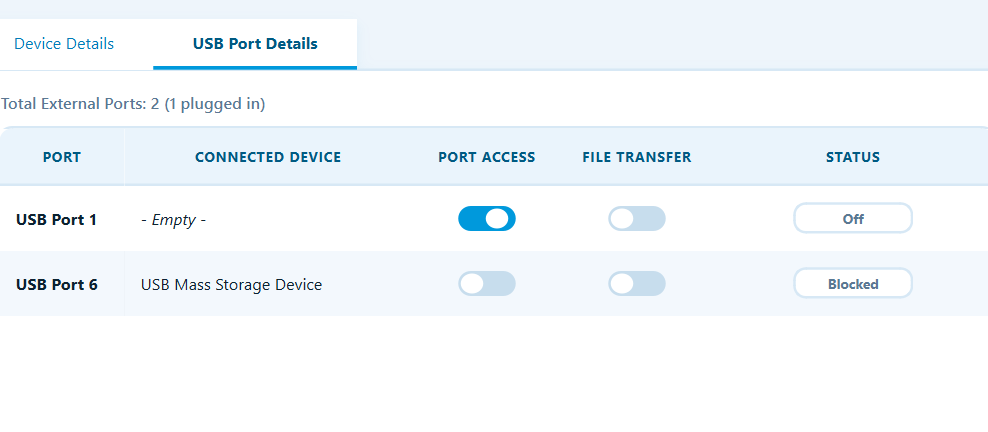 Device Details USB Port Details
Total External Ports: 2 (1 plugged in)
PORT CONNECTED DEVICE PORT ACCESS FILE TRANSFER STATUS
USB Port 1 - Empty - Off
USB Port 6 USB Mass Storage Device Blocked